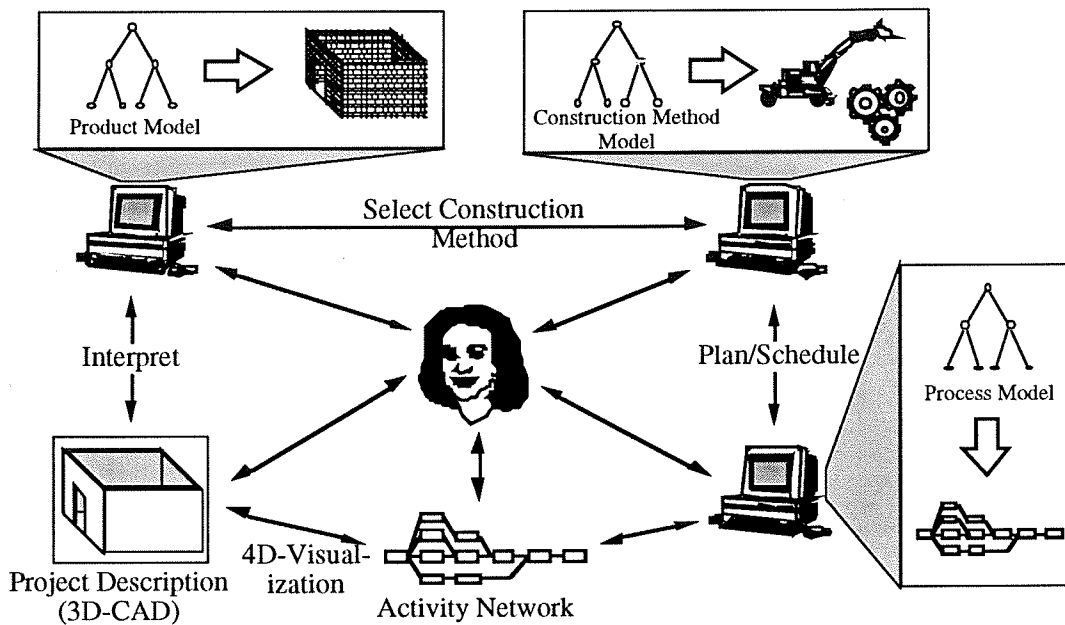 Product Model
Construction Method
Model
Select Construction
Method
Interpret
Plan/Schedule
Process Model
Project Description
(3D-CAD)
4D-Visual-
ization
Activity Network